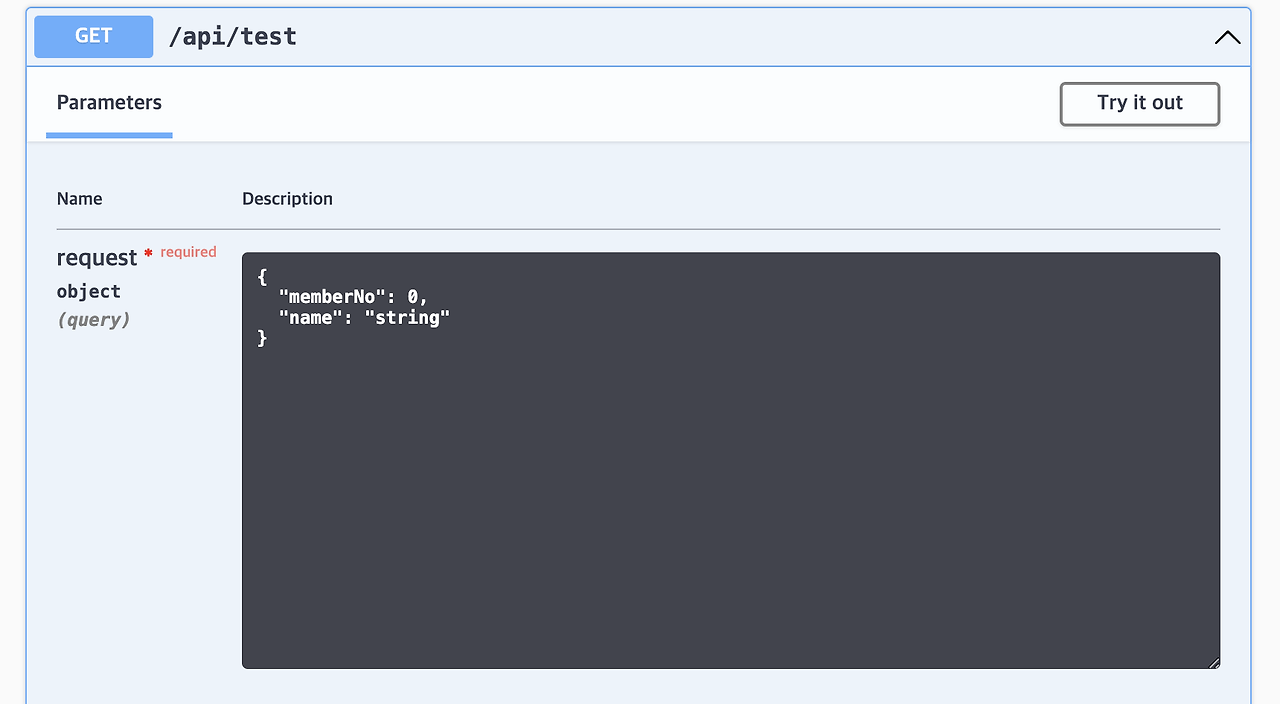 GET /api/test
Parameters
Try it out
Name Description
request * required
object
(query)
{
  "memberNo": 0,
  "name": "string"
}